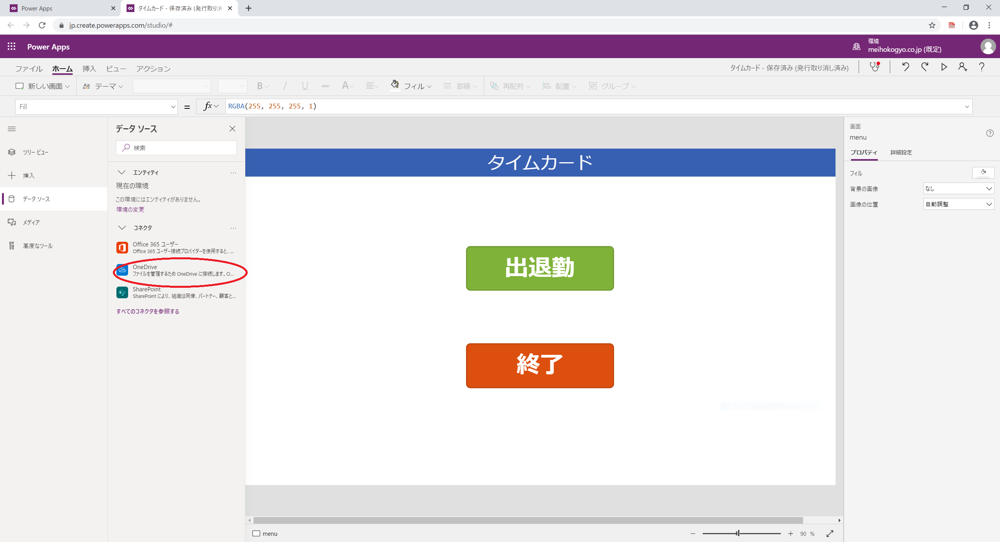 Power Apps
タイムカード - 保存済み (発行取り消
jp.create.powerapps.com/studio/#
Power Apps
環境
meihokogyo.co.jp (既定)
ファイル ホーム 挿入 ビュー アクション
タイムカード - 保存済み (発行取り消し済み)
新しい画面 Aa テーマ B / U abc A フィル 罫線 再配列 配置 グループ
Fill = fx RGBA(255, 255, 255, 1)
ツリー ビュー
挿入
データ ソース
メディア
高度なツール
データ ソース
検索
エンティティ ...
現在の環境
この環境にはエンティティがありません。
環境の変更
コネクタ ...
Office 365 ユーザー
Office 365 ユーザー接続プロバイダーを使用すると、...
OneDrive
ファイルを管理するため OneDrive に接続します。O...
SharePoint
SharePoint により、組織は同僚、パートナー、顧客と...
すべてのコネクタを参照する
タイムカード
出退勤
終了
menu
90 %
画面
menu
プロパティ 詳細設定
フィル
背景の画像 なし
画像の位置 自動調整